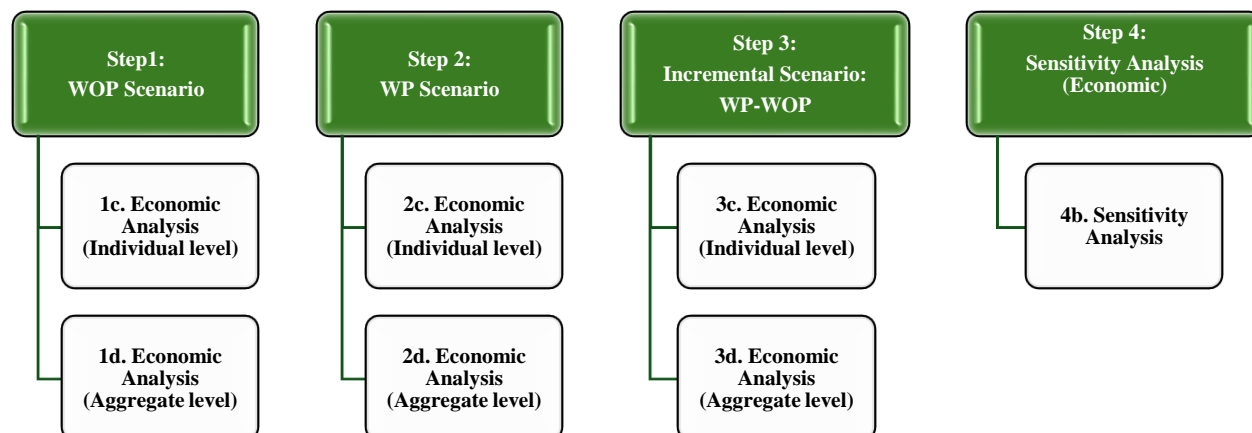 Step1:
WOP Scenario
1c. Economic
Analysis
(Individual level)
1d. Economic
Analysis
(Aggregate level)
Step 2:
WP Scenario
2c. Economic
Analysis
(Individual level)
2d. Economic
Analysis
(Aggregate level)
Step 3:
Incremental Scenario:
WP-WOP
3c. Economic
Analysis
(Individual level)
3d. Economic
Analysis
(Aggregate level)
Step 4:
Sensitivity Analysis
(Economic)
4b. Sensitivity
Analysis